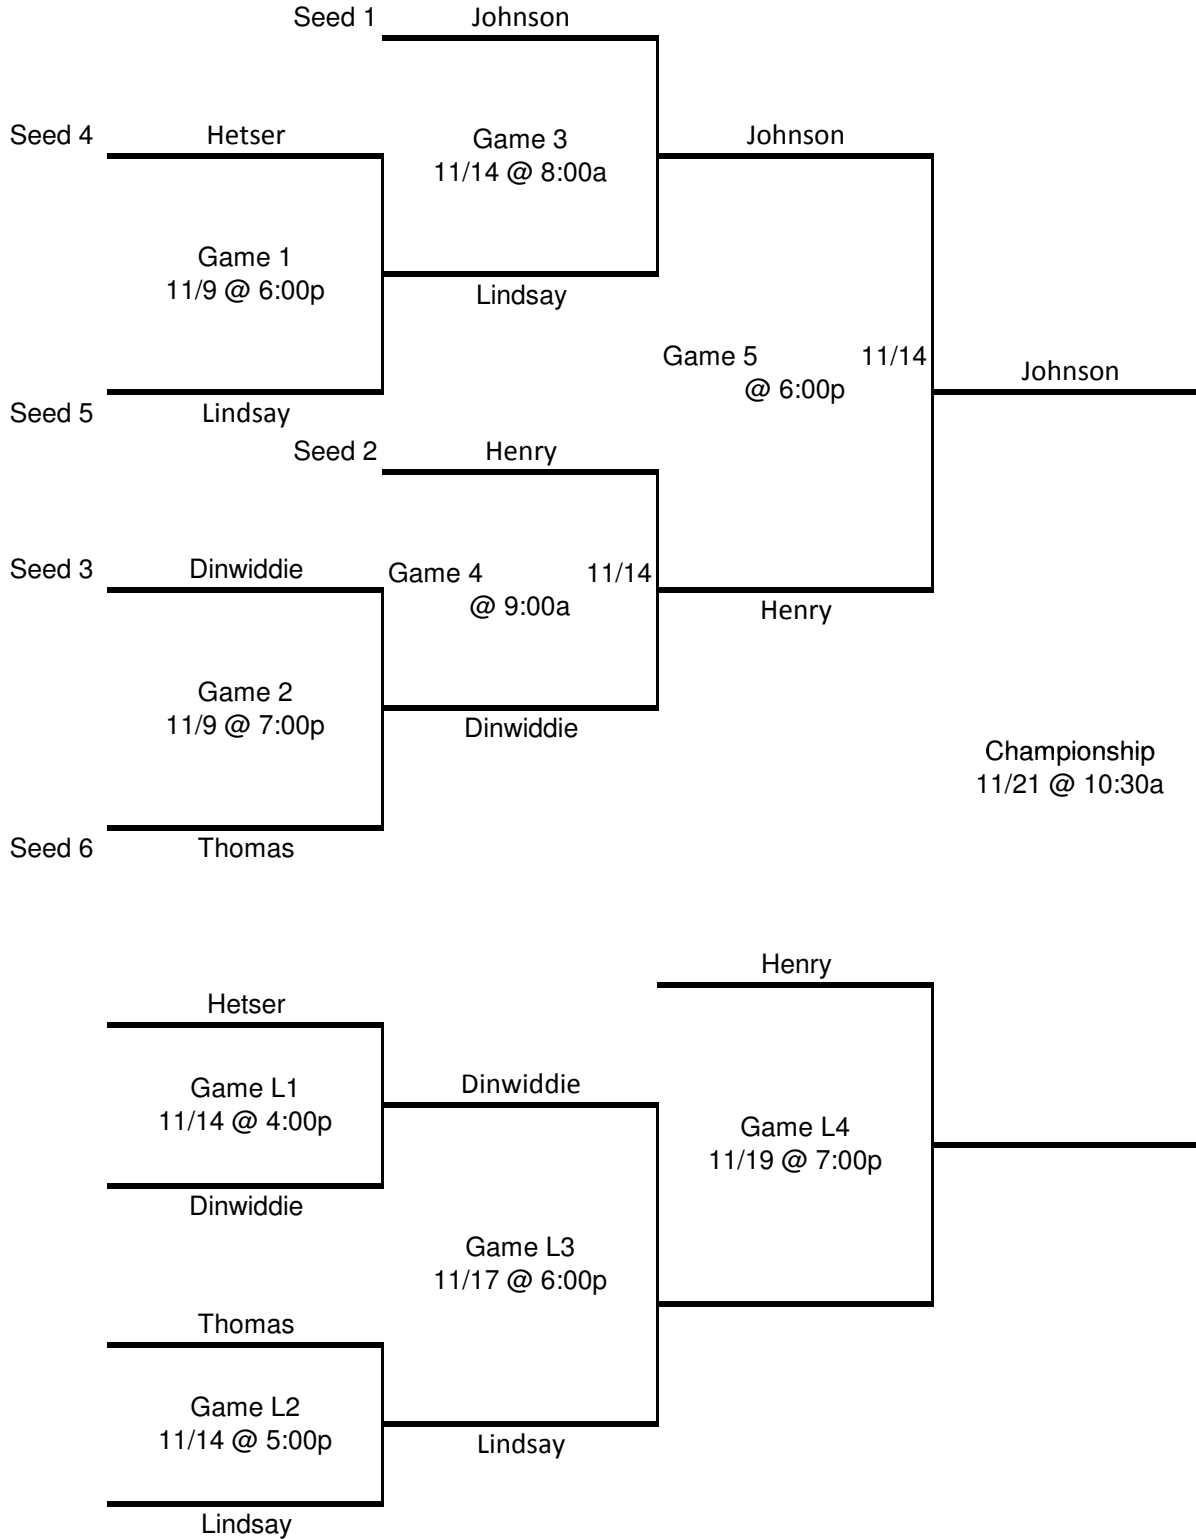 Seed 1 Johnson
Seed 4 Hetser
Game 3
11/14 @ 8:00a
Johnson
Game 1
11/9 @ 6:00p
Lindsay
Game 5 11/14
@ 6:00p
Johnson
Seed 5 Lindsay
Seed 2 Henry
Seed 3 Dinwiddie
Game 4 11/14
@ 9:00a
Henry
Game 2
11/9 @ 7:00p
Dinwiddie
Championship
11/21 @ 10:30a
Seed 6 Thomas
Henry
Hetser
Game L1
11/14 @ 4:00p
Dinwiddie
Game L4
11/19 @ 7:00p
Dinwiddie
Game L3
11/17 @ 6:00p
Thomas
Game L2
11/14 @ 5:00p
Lindsay
Lindsay